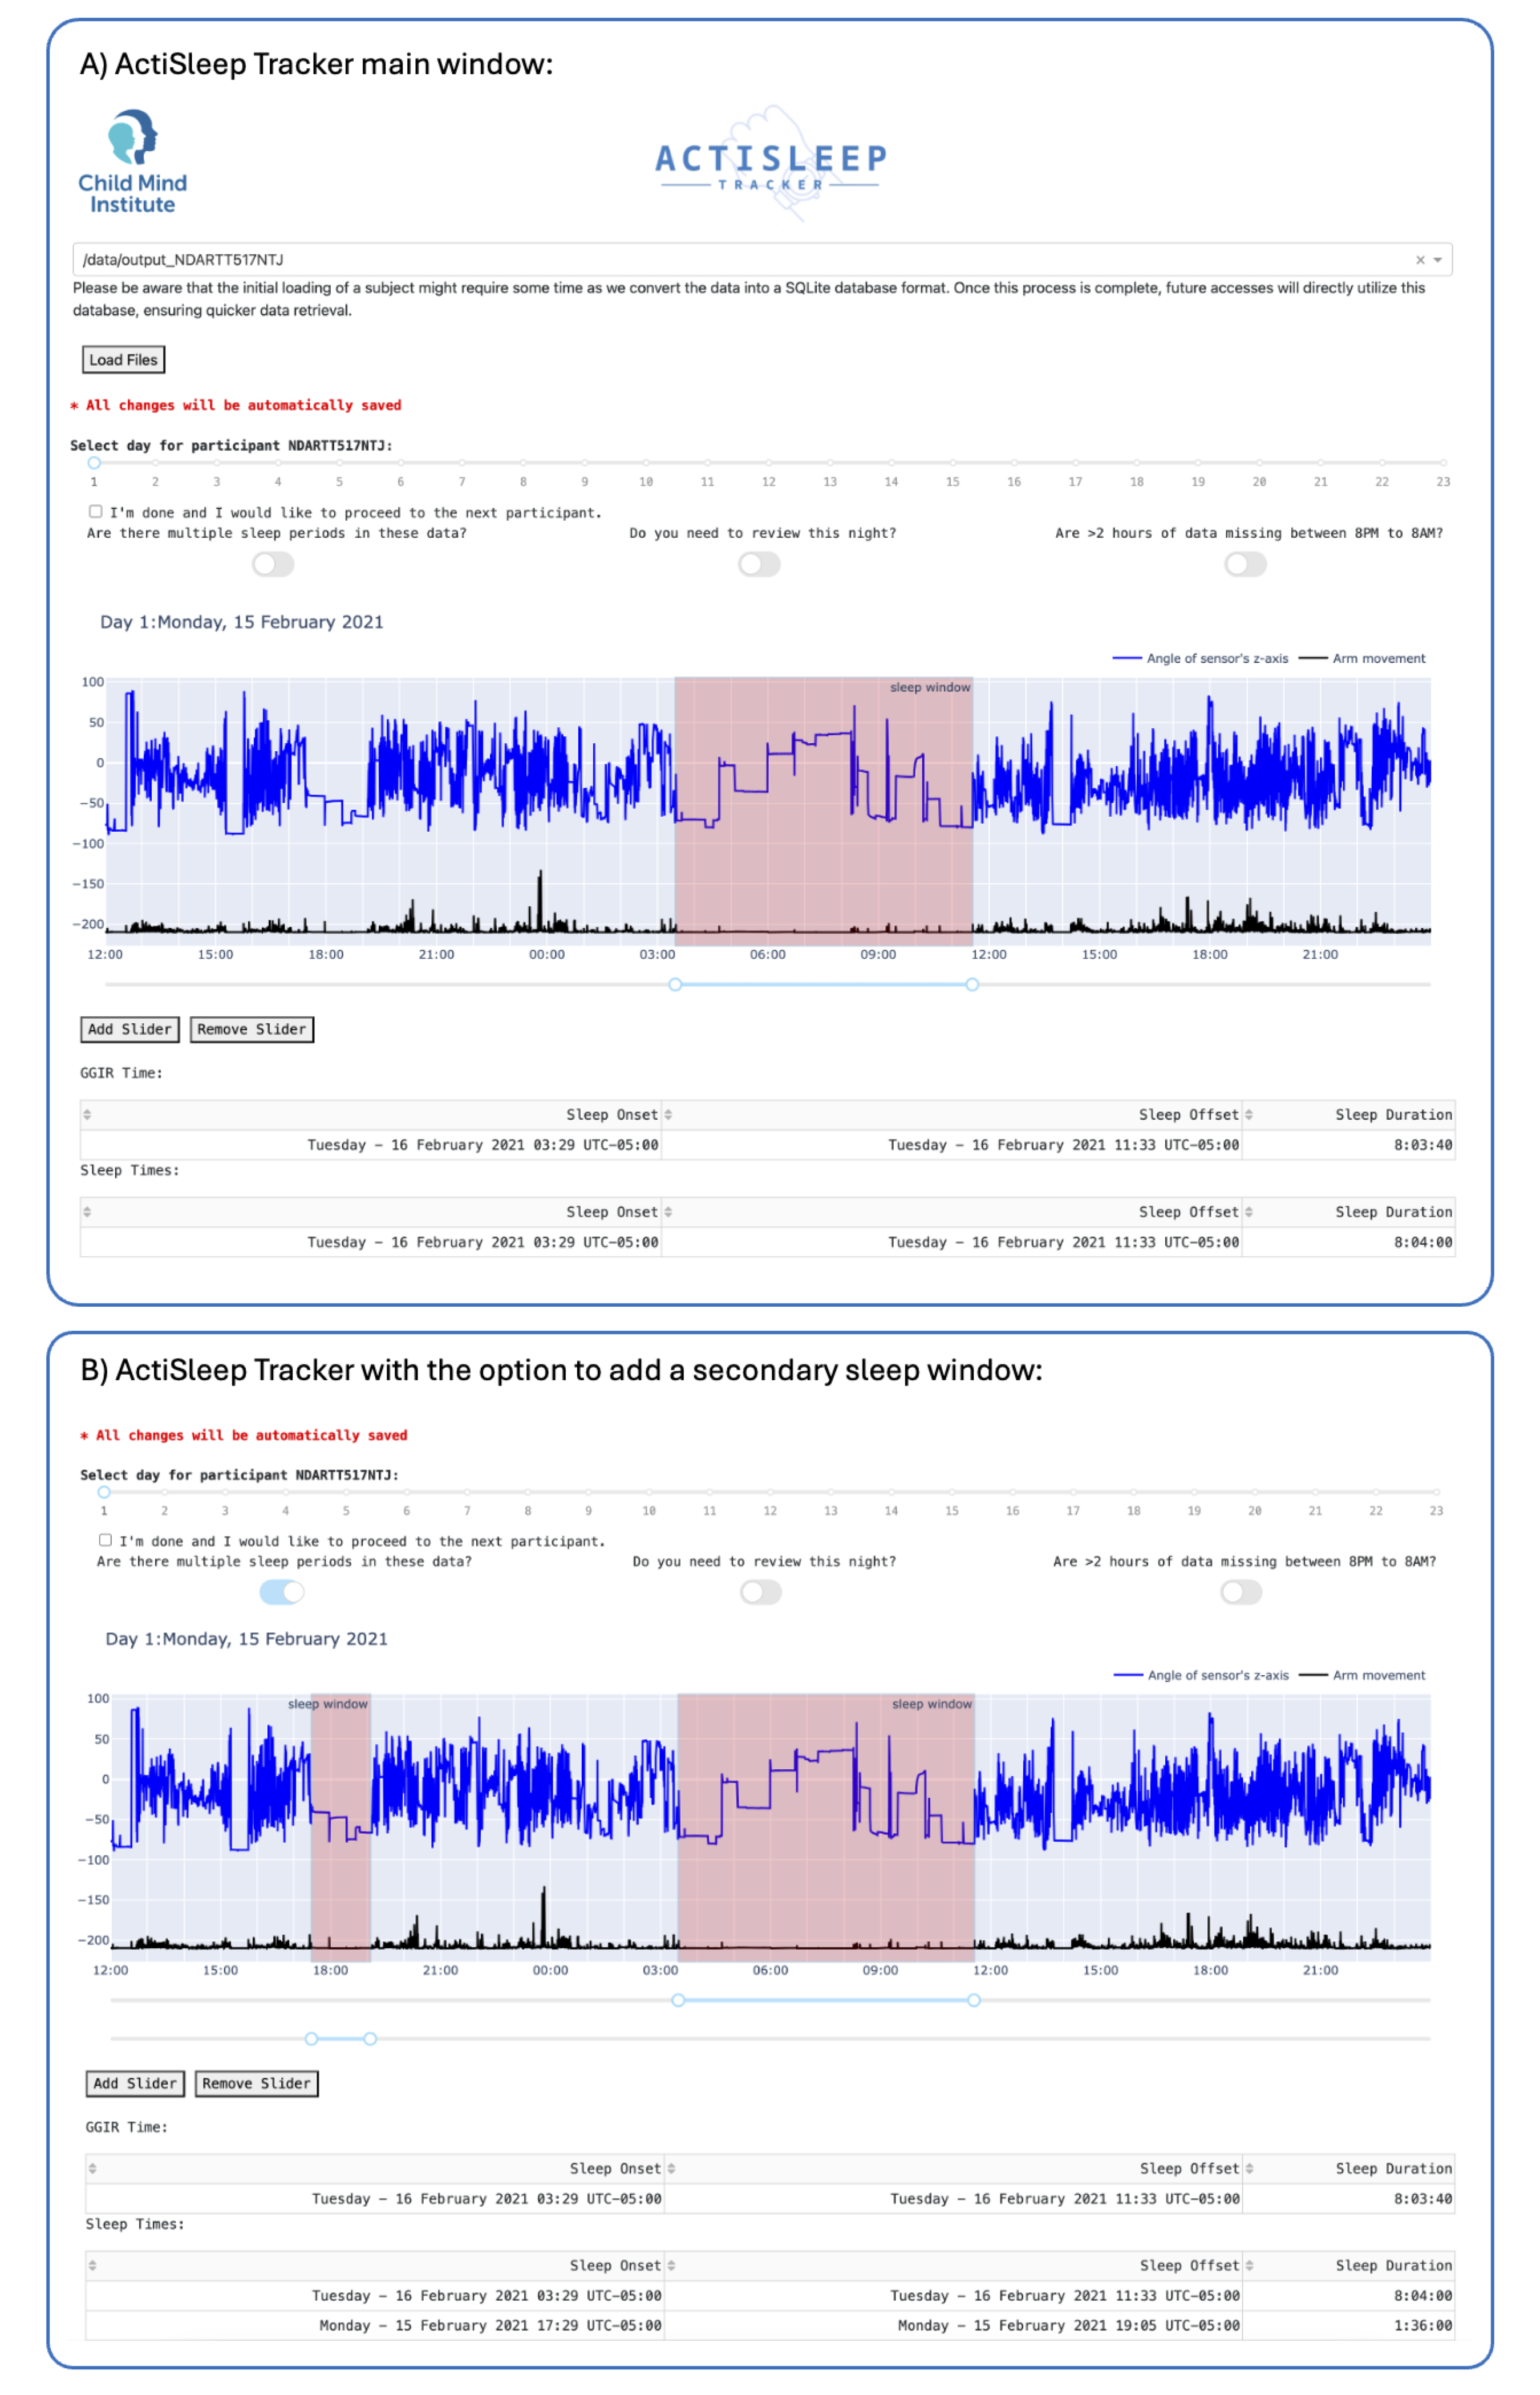 A) ActiSleep Tracker main window:
Child Mind
Institute
ACTISLEEP
TRACKER
/data/output_NDARTT517NTJ
Please be aware that the initial loading of a subject might require some time as we convert the data into a SQLite database format. Once this process is complete, future accesses will directly utilize this
database, ensuring quicker data retrieval.
Load Files
* All changes will be automatically saved
Select day for participant NDARTT517NTJ:
1 2 3 4 5 6 7 8 9 10 11 12 13 14 15 16 17 18 19 20 21 22 23
I'm done and I would like to proceed to the next participant.
Are there multiple sleep periods in these data? Do you need to review this night? Are >2 hours of data missing between 8PM to 8AM?
Day 1:Monday, 15 February 2021
Angle of sensor's z-axis Arm movement
sleep window
100
50
0
−50
−100
−150
−200
12:00 15:00 18:00 21:00 00:00 03:00 06:00 09:00 12:00 15:00 18:00 21:00
Add Slider Remove Slider
GGIR Time:
Sleep Onset Sleep Offset Sleep Duration
Tuesday – 16 February 2021 03:29 UTC–05:00 Tuesday – 16 February 2021 11:33 UTC–05:00 8:03:40
Sleep Times:
Sleep Onset Sleep Offset Sleep Duration
Tuesday – 16 February 2021 03:29 UTC–05:00 Tuesday – 16 February 2021 11:33 UTC–05:00 8:04:00
B) ActiSleep Tracker with the option to add a secondary sleep window:
* All changes will be automatically saved
Select day for participant NDARTT517NTJ:
1 2 3 4 5 6 7 8 9 10 11 12 13 14 15 16 17 18 19 20 21 22 23
I'm done and I would like to proceed to the next participant.
Are there multiple sleep periods in these data? Do you need to review this night? Are >2 hours of data missing between 8PM to 8AM?
Day 1:Monday, 15 February 2021
Angle of sensor's z-axis Arm movement
sleep window sleep window
100
50
0
−50
−100
−150
−200
12:00 15:00 18:00 21:00 00:00 03:00 06:00 09:00 12:00 15:00 18:00 21:00
Add Slider Remove Slider
GGIR Time:
Sleep Onset Sleep Offset Sleep Duration
Tuesday – 16 February 2021 03:29 UTC–05:00 Tuesday – 16 February 2021 11:33 UTC–05:00 8:03:40
Sleep Times:
Sleep Onset Sleep Offset Sleep Duration
Tuesday – 16 February 2021 03:29 UTC–05:00 Tuesday – 16 February 2021 11:33 UTC–05:00 8:04:00
Monday – 15 February 2021 17:29 UTC–05:00 Monday – 15 February 2021 19:05 UTC–05:00 1:36:00